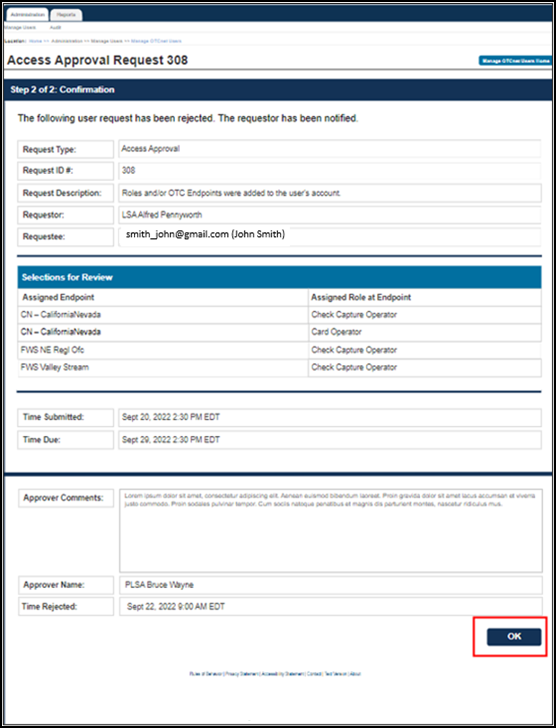 Administration Reports
Manage Users Audit
Location: Home >> Administration >> Manage Users >> Manage OTCnet Users
Access Approval Request 308
Manage OTCnet Users Home
Step 2 of 2: Confirmation
The following user request has been rejected. The requestor has been notified.
Request Type: Access Approval
Request ID #: 308
Request Description: Roles and/or OTC Endpoints were added to the user's account.
Requestor: LSAAlfred Pennyworth
Requestee: smith_john@gmail.com (John Smith)
Selections for Review
Assigned Endpoint Assigned Role at Endpoint
CN – CaliforniaNevada Check Capture Operator
CN – CaliforniaNevada Card Operator
FWS NE Regl Ofc Check Capture Operator
FWS Valley Stream Check Capture Operator
Time Submitted: Sept 20, 2022 2:30 PM EDT
Time Due: Sept 29, 2022 2:30 PM EDT
Approver Comments: Lorem ipsum dolor sit amet, consectetur adipiscing elit. Aenean euismod bibendum laoreet. Proin gravida dolor sit amet lacus accumsan et viverra
justo commodo. Proin sodales pulvinar tempor. Cum sociis natoque penatibus et magnis dis parturient montes, nascetur ridiculus mus.
Approver Name: PLSA Bruce Wayne
Time Rejected: Sept 22, 2022 9:00 AM EDT
OK
Rules of Behavior | Privacy Statement | Accessibility Statement | Contact | Text Version | About